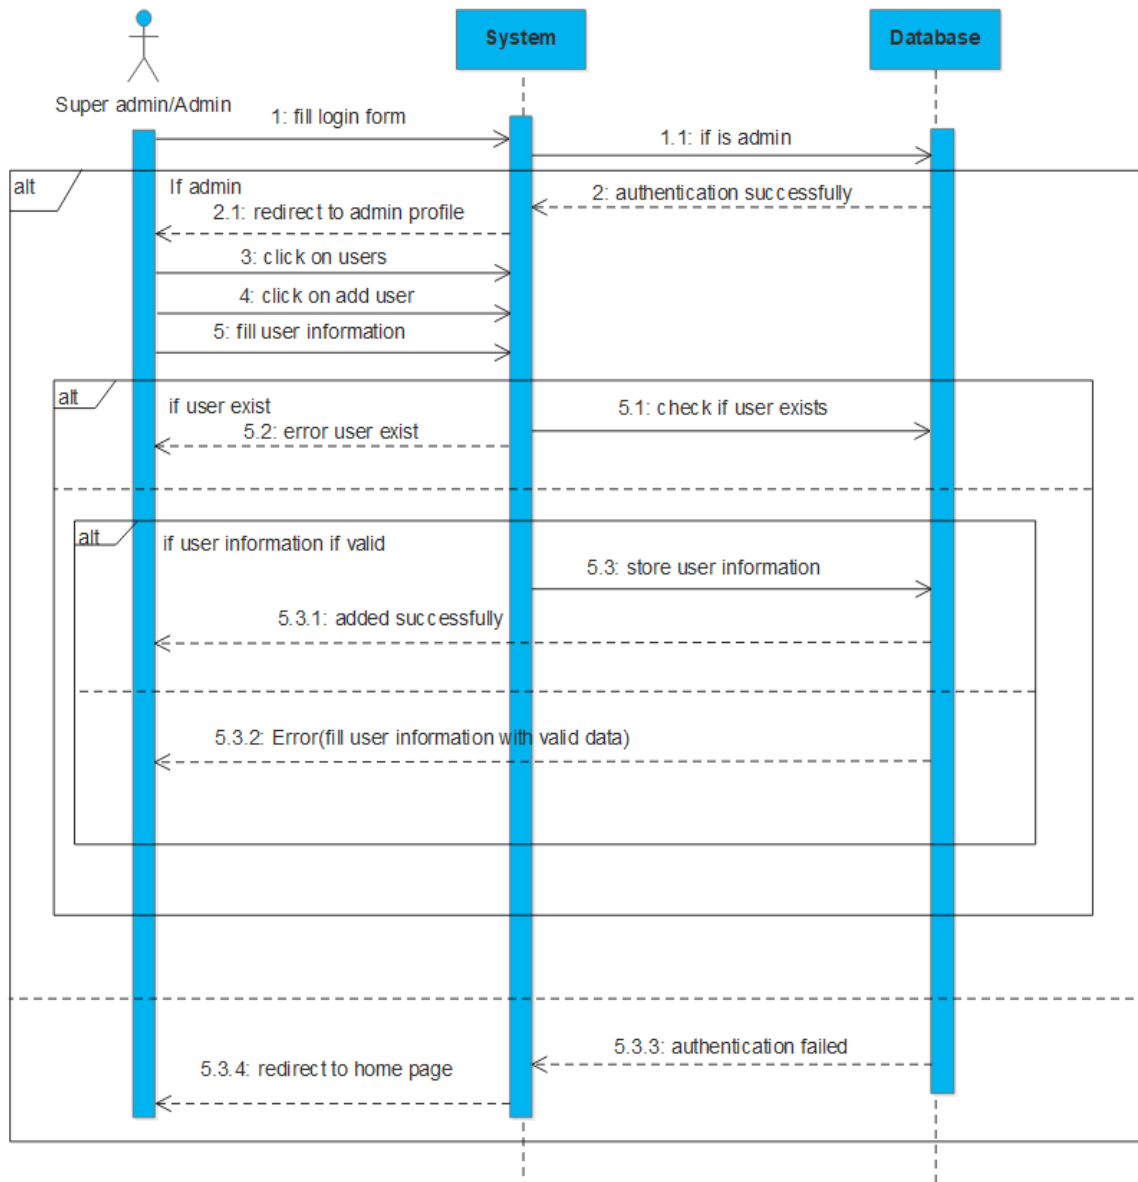 System
Database
Super admin/Admin
1: fill login form
1.1: if is admin
alt
If admin
2: authentication successfully
2.1: redirect to admin profile
3: click on users
4: click on add user
5: fill user information
alt
if user exist
5.1: check if user exists
5.2: error user exist
alt
if user information if valid
5.3: store user information
5.3.1: added successfully
5.3.2: Error(fill user information with valid data)
5.3.3: authentication failed
5.3.4: redirect to home page